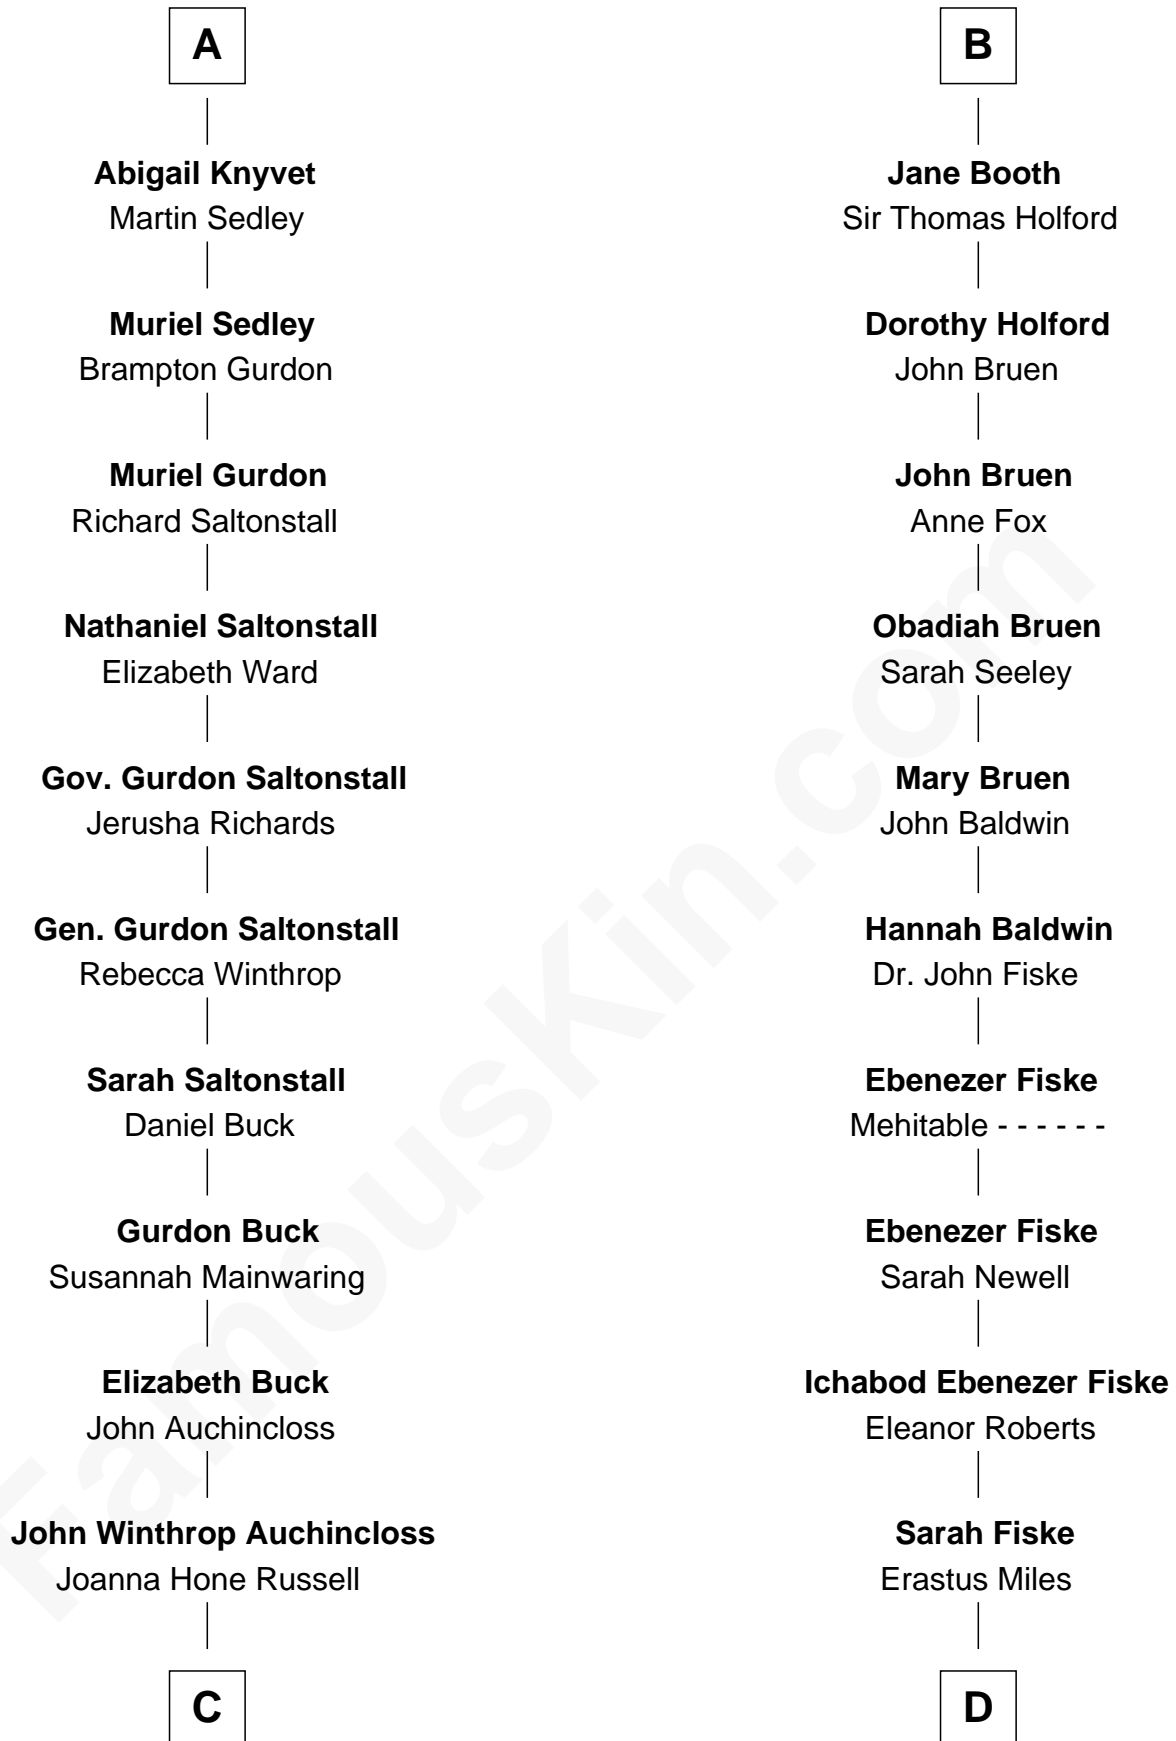 A
Abigail Knyvet
Martin Sedley
Muriel Sedley
Brampton Gurdon
Muriel Gurdon
Richard Saltonstall
Nathaniel Saltonstall
Elizabeth Ward
Gov. Gurdon Saltonstall
Jerusha Richards
Gen. Gurdon Saltonstall
Rebecca Winthrop
Sarah Saltonstall
Daniel Buck
Gurdon Buck
Susannah Mainwaring
Elizabeth Buck
John Auchincloss
John Winthrop Auchincloss
Joanna Hone Russell
C
B
Jane Booth
Sir Thomas Holford
Dorothy Holford
John Bruen
John Bruen
Anne Fox
Obadiah Bruen
Sarah Seeley
Mary Bruen
John Baldwin
Hannah Baldwin
Dr. John Fiske
Ebenezer Fiske
Mehitable - - - - - -
Ebenezer Fiske
Sarah Newell
Ichabod Ebenezer Fiske
Eleanor Roberts
Sarah Fiske
Erastus Miles
D
FamousKin.com